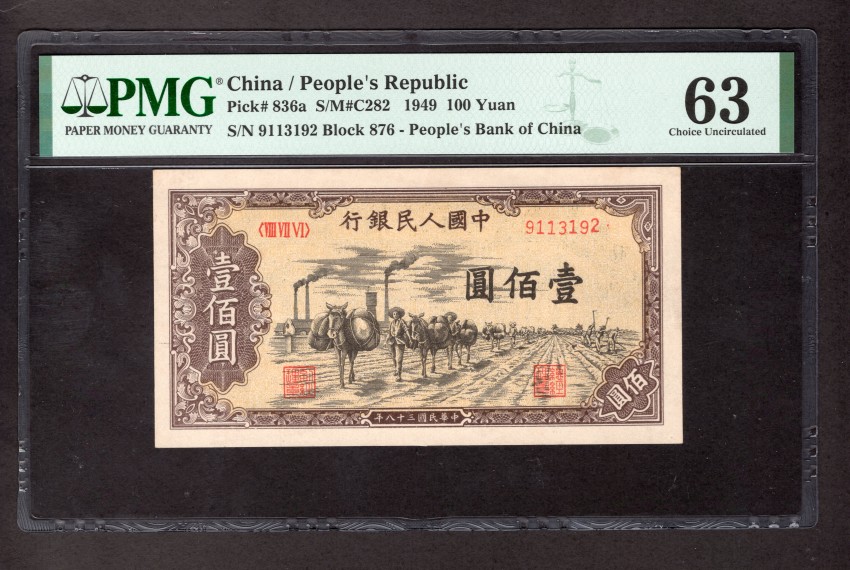 PMG®
PAPER MONEY GUARANTY
China / People's Republic
Pick# 836a S/M#C282 1949 100 Yuan
S/N 9113192 Block 876 - People's Bank of China
63
Choice Uncirculated
行銀民人國中
〈VIII VII VI〉
9113192
圓佰壹
壹佰圓
佰圓
年八十三國民華中